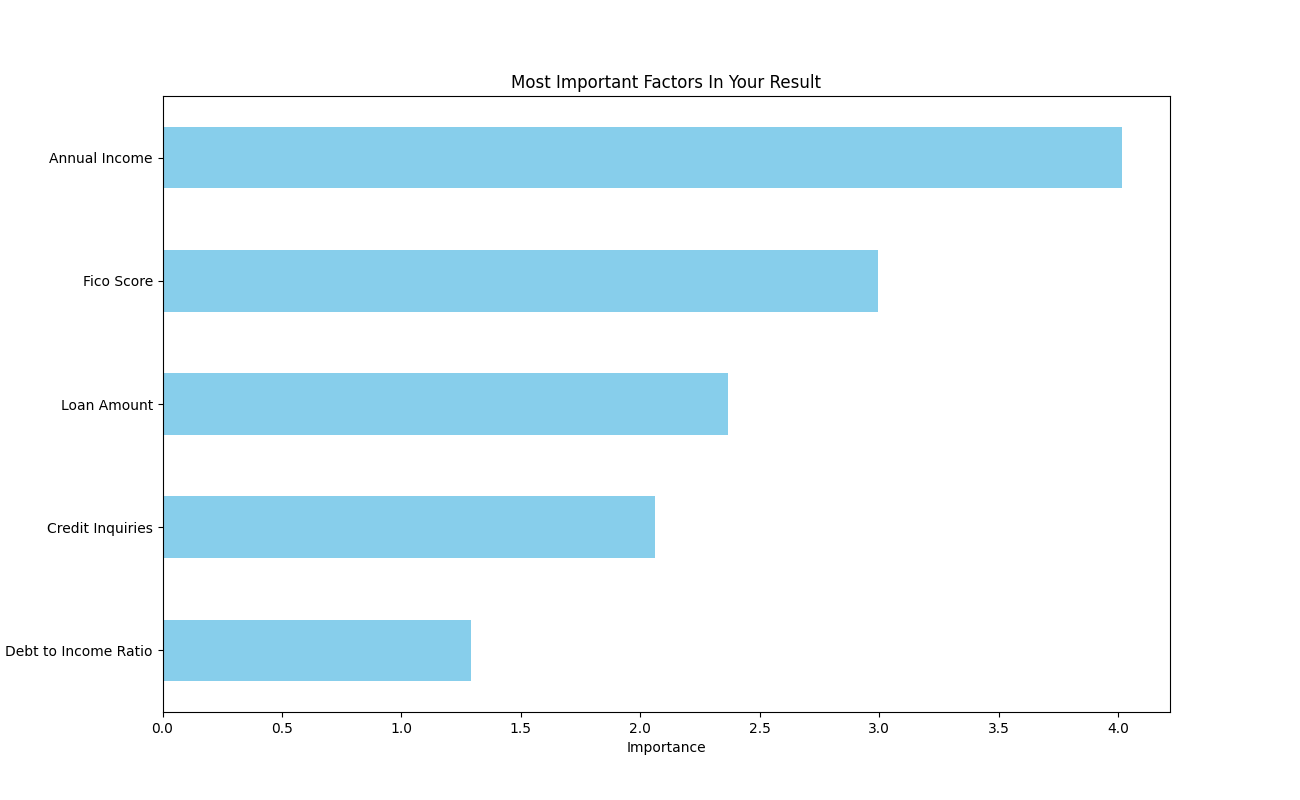 Most Important Factors In Your Result
Annual Income
Fico Score
Loan Amount
Credit Inquiries
Debt to Income Ratio
0.0 0.5 1.0 1.5 2.0 2.5 3.0 3.5 4.0
Importance